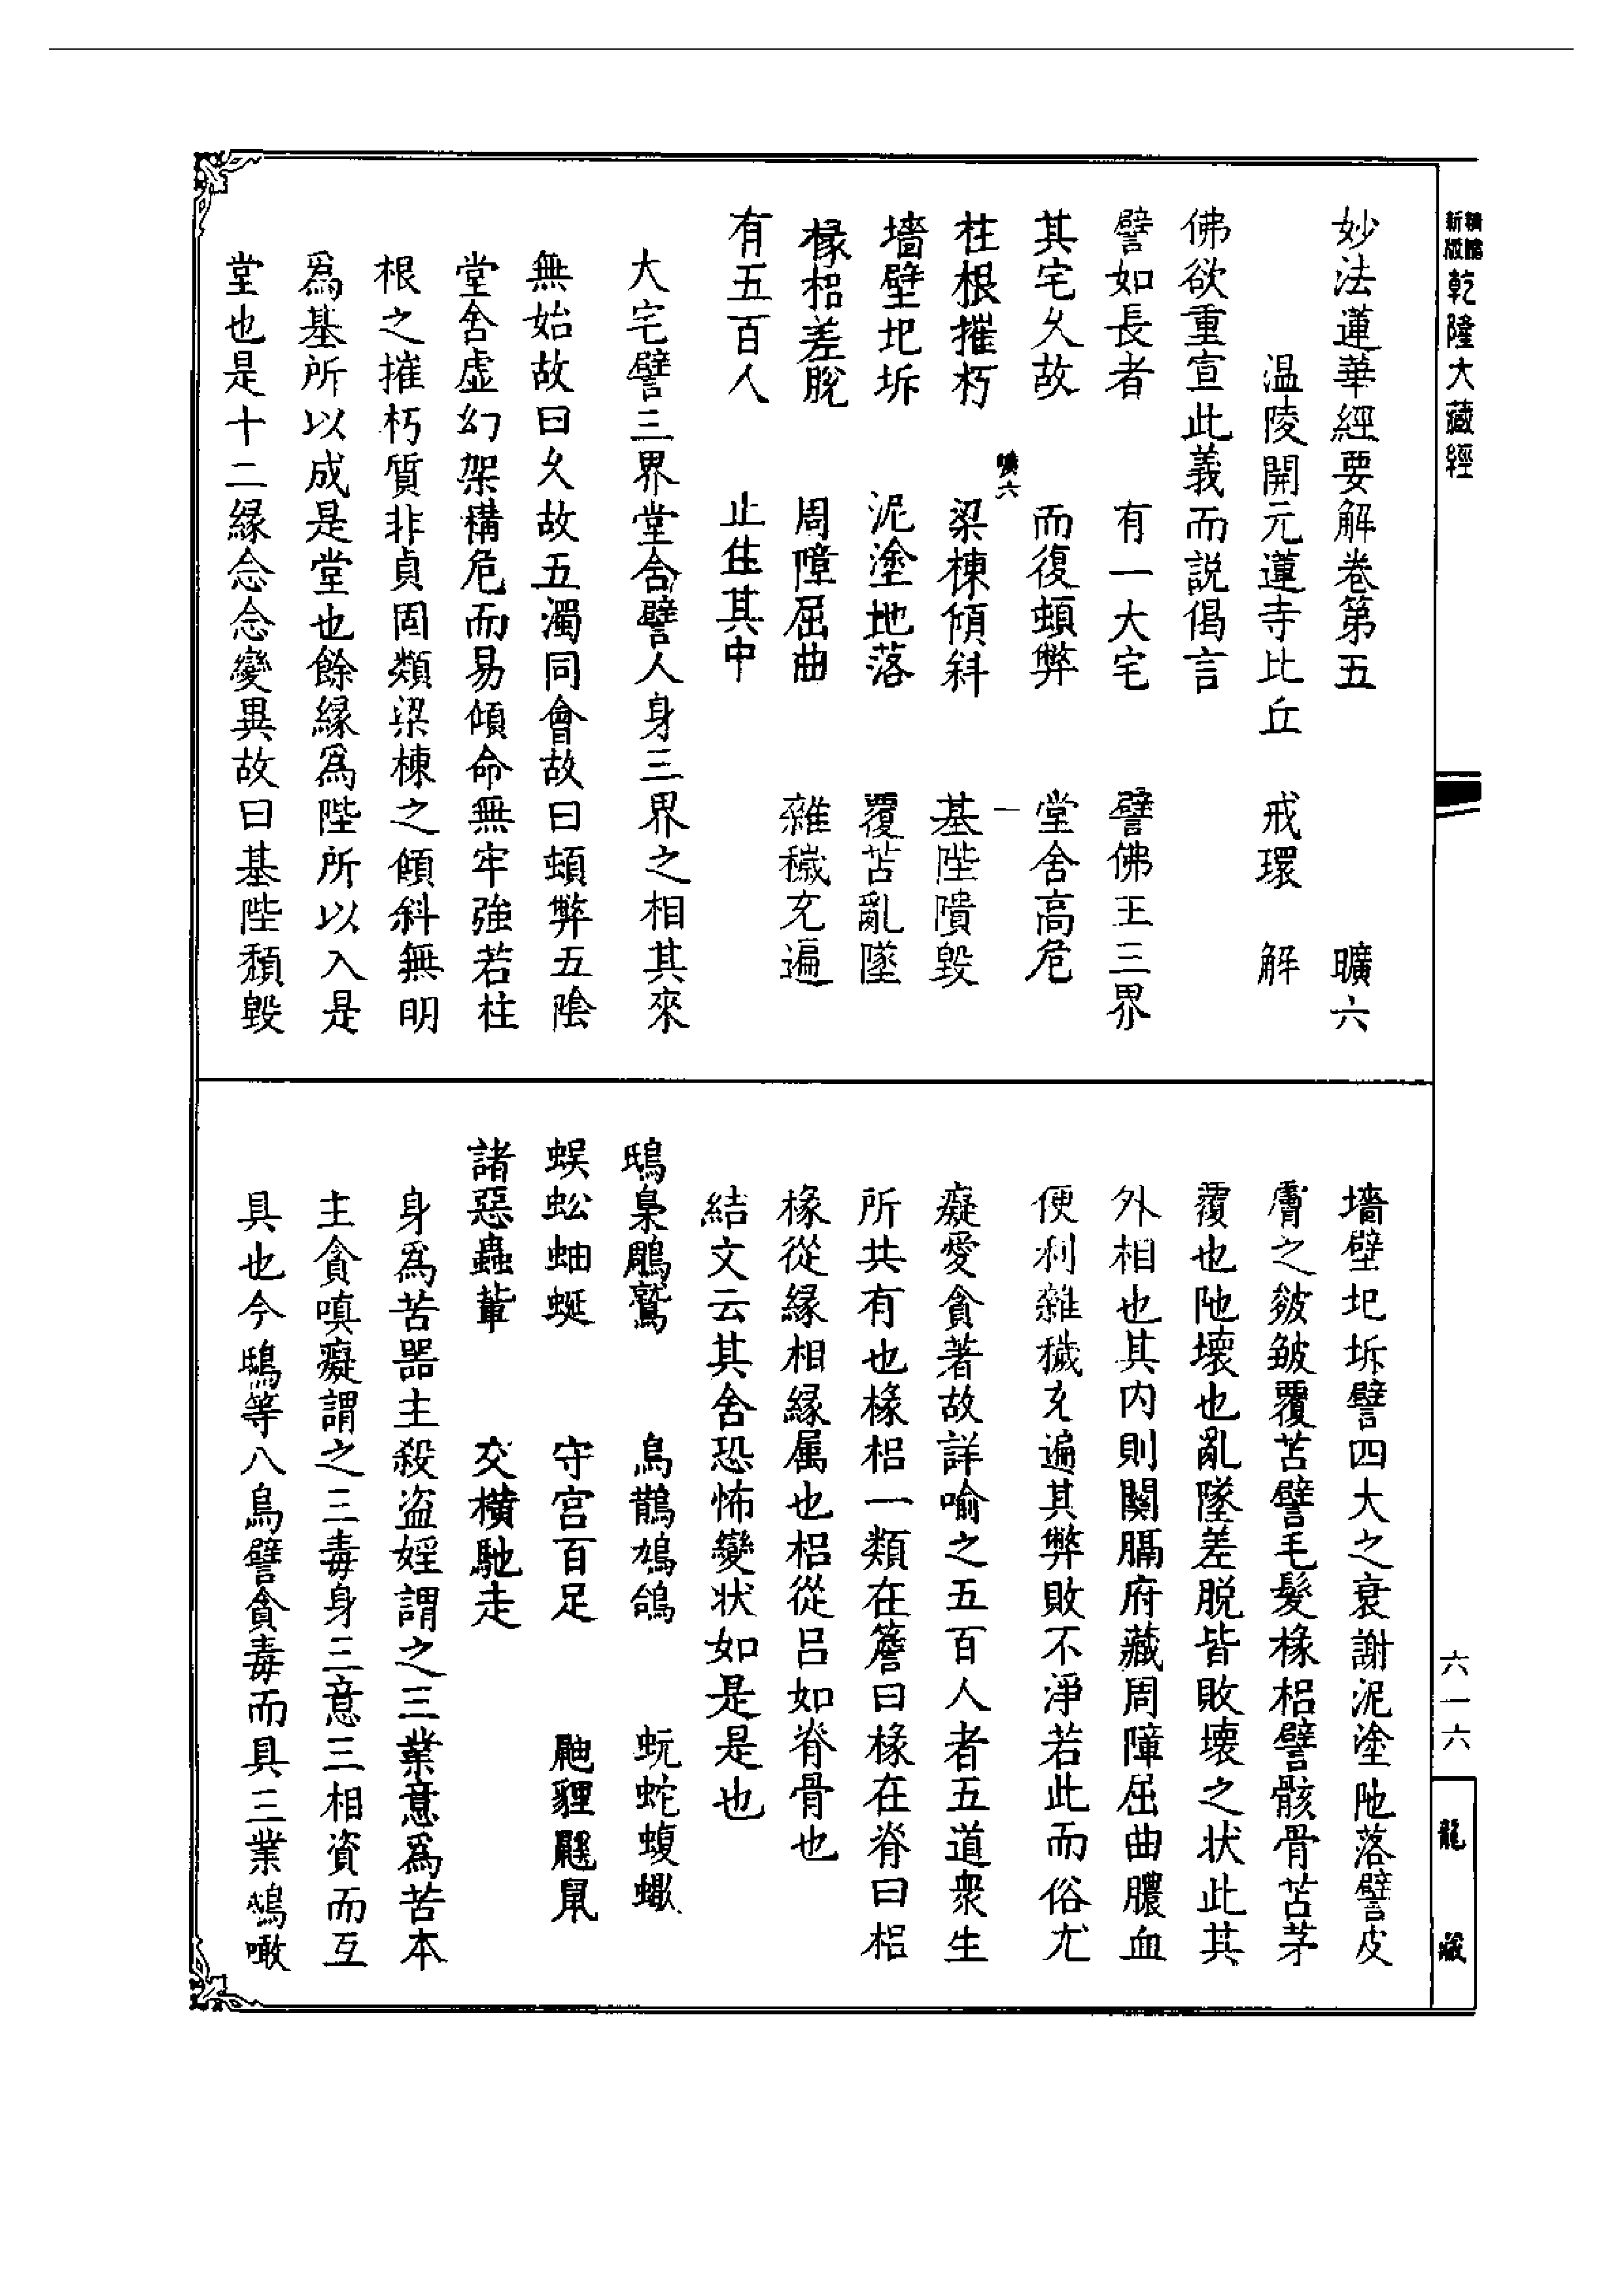 新版精縮
乾隆大藏經
六一六
龍藏
妙法蓮華經要解卷第五 曠六
溫陵開元蓮寺比丘 戒環 解
佛欲重宣此義而説偈言
譬如長者 有一大宅 譬佛王三界
其宅久故 而復頓弊 堂舍高危
曠六 一
柱根摧朽 梁棟傾斜 基陛隤毀
墻壁圮坼 泥塗阤落 覆苫亂墜
椽梠差脫 周障屈曲 雜穢充遍
有五百人 止住其中
大宅譬三界堂舍譬人身三界之相其來
無始故曰久故五濁同會故曰頓弊五陰
堂舍虛幻架構危而易傾命無牢強若柱
根之摧朽質非貞固類梁棟之傾斜無明
爲基所以成是堂也餘縁爲陛所以入是
堂也是十二縁念念變異故曰基陛頽毀
墻壁圮坼譬四大之衰謝泥塗阤落譬皮
膚之皴皺覆苫譬毛髮椽梠譬骸骨苫茅
覆也阤壞也亂墜差脫皆敗壞之状此其
外相也其内則關膈府藏周障屈曲膿血
便利雜穢充遍其弊敗不淨若此而俗尤
癡愛貪著故詳喻之五百人者五道衆生
所共有也椽梠一類在簷曰椽在脊曰梠
椽從緣相縁属也梠從吕如脊骨也
結文云其舍恐怖變状如是是也
鴟梟鵰鷲 烏鵲鳩鴿 蚖蛇蝮蠍
蜈蚣蚰蜒 守宫百足 鼬貍鼷鼠
諸惡蟲輩 交橫馳走
身爲苦器主殺盗婬謂之三業意爲苦本
主貪嗔癡謂之三毒身三意三相資而互
具也今鴟等八鳥譬貪毒而具三業鴟噉